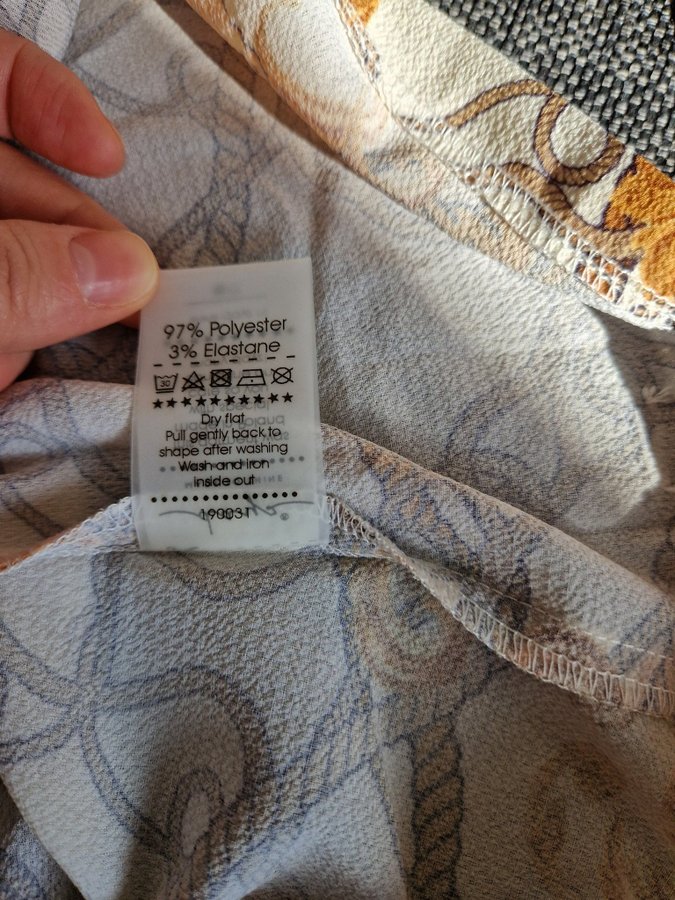 97% Polyester
3% Elastane
30
Dry flat
Pull gently back to
shape after washing
Wash and iron
Inside out
190031